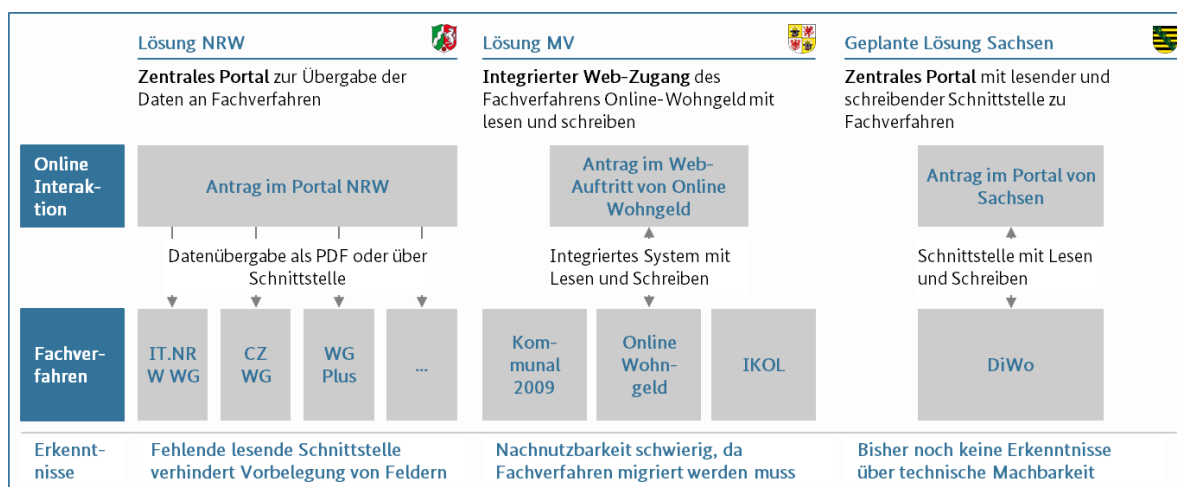 Lösung NRW
Zentrales Portal zur Übergabe der
Daten an Fachverfahren
Lösung MV
Integrierter Web-Zugang des
Fachverfahrens Online-Wohngeld mit
lesen und schreiben
Geplante Lösung Sachsen
Zentrales Portal mit lesender und
schreibender Schnittstelle zu
Fachverfahren
Online
Interak-
tion
Antrag im Portal NRW
Antrag im Web-
Auftritt von Online
Wohngeld
Antrag im Portal von
Sachsen
Datenübergabe als PDF oder über
Schnittstelle
Integriertes System mit
Lesen und Schreiben
Schnittstelle mit Lesen
und Schreiben
Fachver-
fahren
IT.NR
W WG
CZ
WG
WG
Plus
...
Kom-
munal
2009
Online
Wohn-
geld
IKOL
DiWo
Erkennt-
nisse
Fehlende lesende Schnittstelle
verhindert Vorbelegung von Feldern
Nachnutzbarkeit schwierig, da
Fachverfahren migriert werden muss
Bisher noch keine Erkenntnisse
über technische Machbarkeit